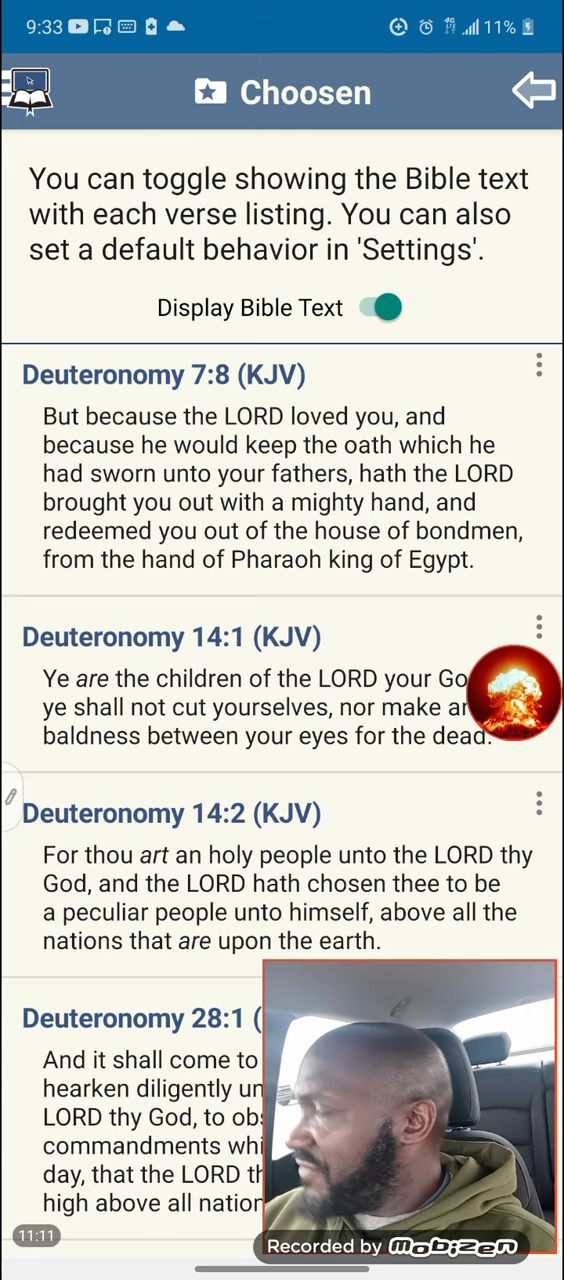 9:33
4G
11%
Choosen
You can toggle showing the Bible text
with each verse listing. You can also
set a default behavior in 'Settings'.
Display Bible Text
Deuteronomy 7:8 (KJV)
But because the LORD loved you, and
because he would keep the oath which he
had sworn unto your fathers, hath the LORD
brought you out with a mighty hand, and
redeemed you out of the house of bondmen,
from the hand of Pharaoh king of Egypt.
Deuteronomy 14:1 (KJV)
Ye are the children of the LORD your Go
ye shall not cut yourselves, nor make an
baldness between your eyes for the dead.
Deuteronomy 14:2 (KJV)
For thou art an holy people unto the LORD thy
God, and the LORD hath chosen thee to be
a peculiar people unto himself, above all the
nations that are upon the earth.
Deuteronomy 28:1 (
And it shall come to
hearken diligently un
LORD thy God, to obs
commandments whi
day, that the LORD th
high above all nation
11:11
Recorded by Mobizen